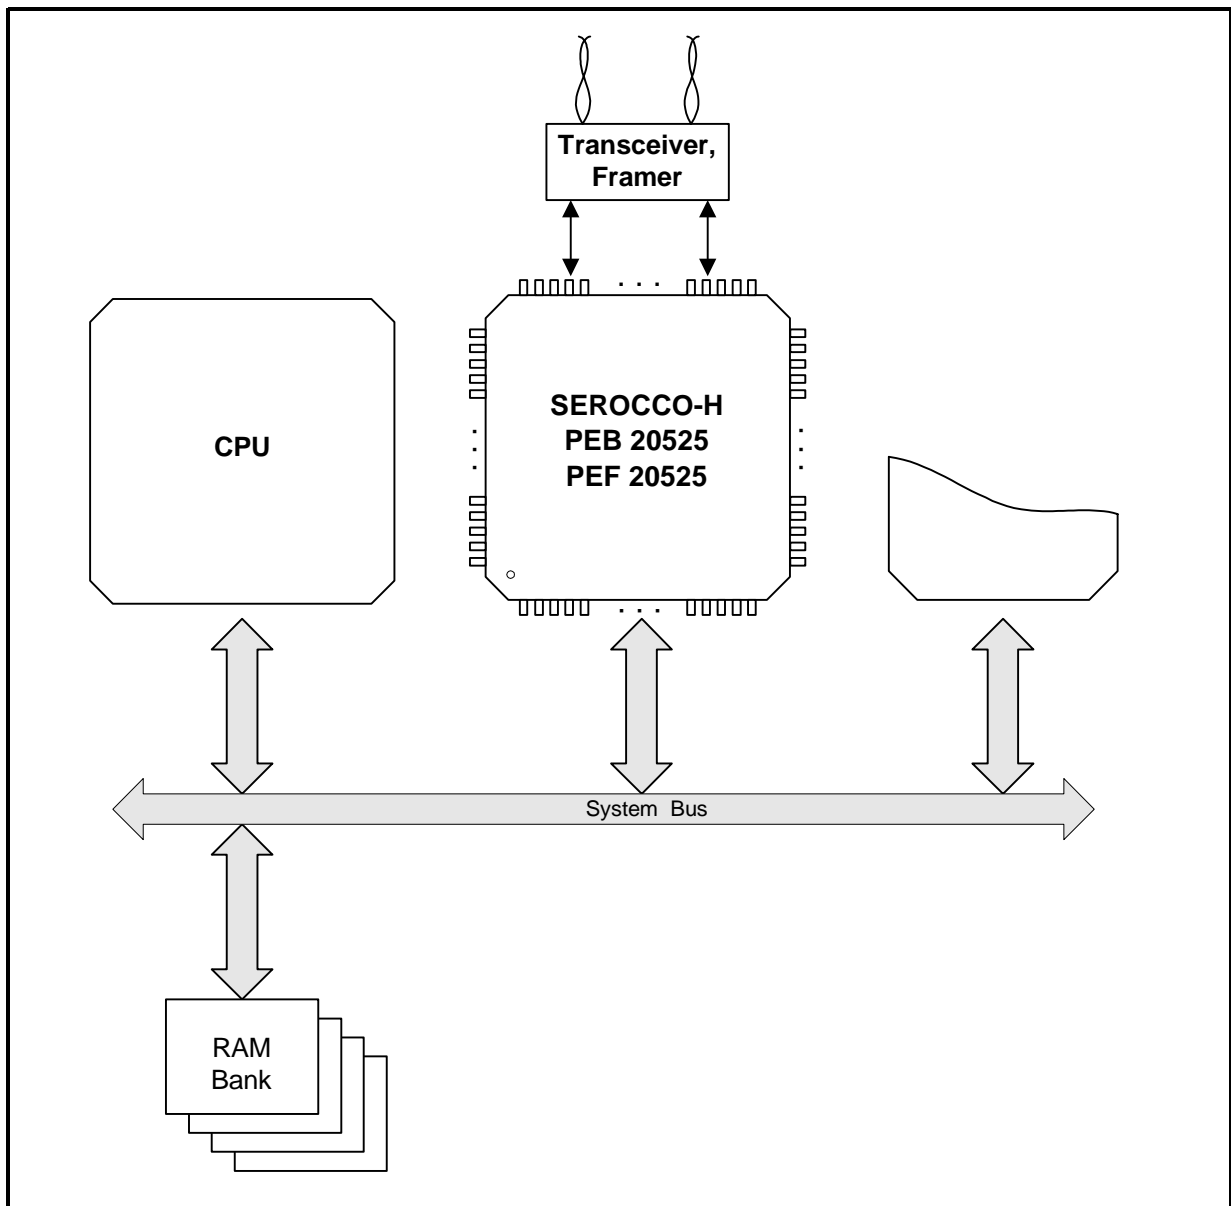 Transceiver,
Framer
CPU
SEROCCO-H
PEB 20525
PEF 20525
System Bus
RAM
Bank